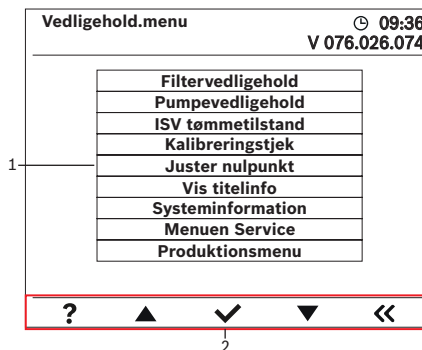 Vedligehold.menu
09:36
V 076.026.074
Filtervedligehold
Pumpevedligehold
ISV tømmetilstand
Kalibreringstjek
Juster nulpunkt
Vis titelinfo
Systeminformation
Menuen Service
Produktionsmenu
1
?
2